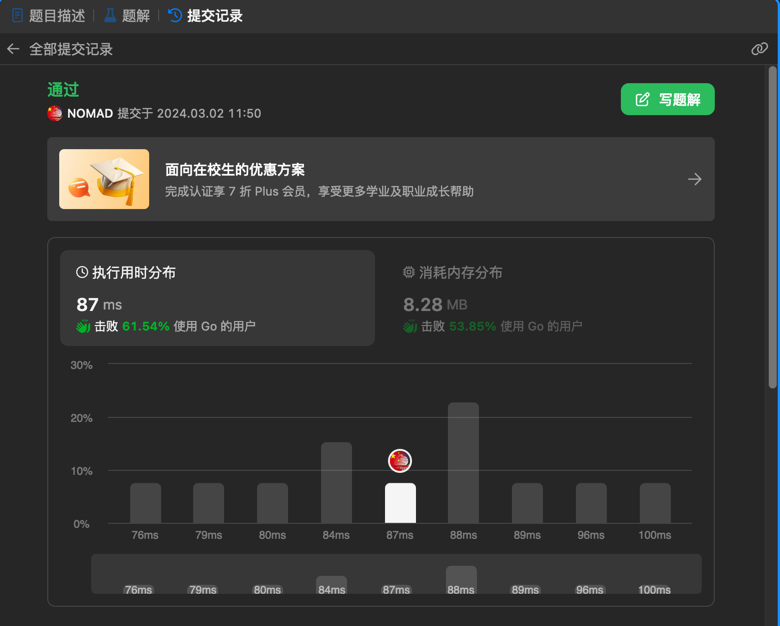 题目描述 题解 提交记录
全部提交记录
通过
NOMAD 提交于 2024.03.02 11:50
写题解
面向在校生的优惠方案
完成认证享 7 折 Plus 会员，享受更多学业及职业成长帮助
执行用时分布
87 ms
击败 61.54% 使用 Go 的用户
消耗内存分布
8.28 MB
击败 53.85% 使用 Go 的用户
30%
20%
10%
0%
76ms 79ms 80ms 84ms 87ms 88ms 89ms 96ms 100ms
76ms 79ms 80ms 84ms 87ms 88ms 89ms 96ms 100ms